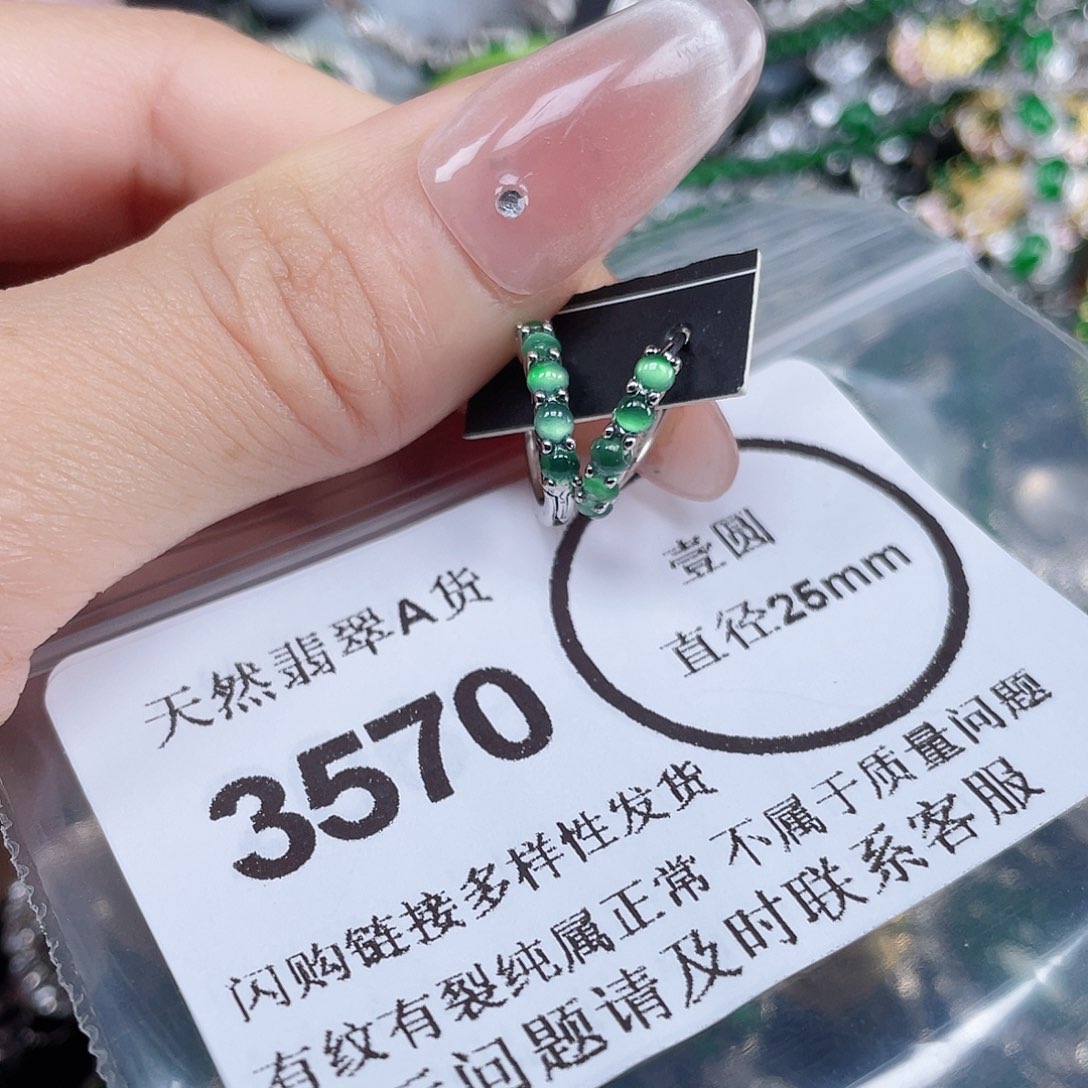 天然翡翠A货
壹圆
直径25mm
3570
闪购链接多样性发货
有纹有裂纯属正常 不属于质量问题
问题请及时联系客服